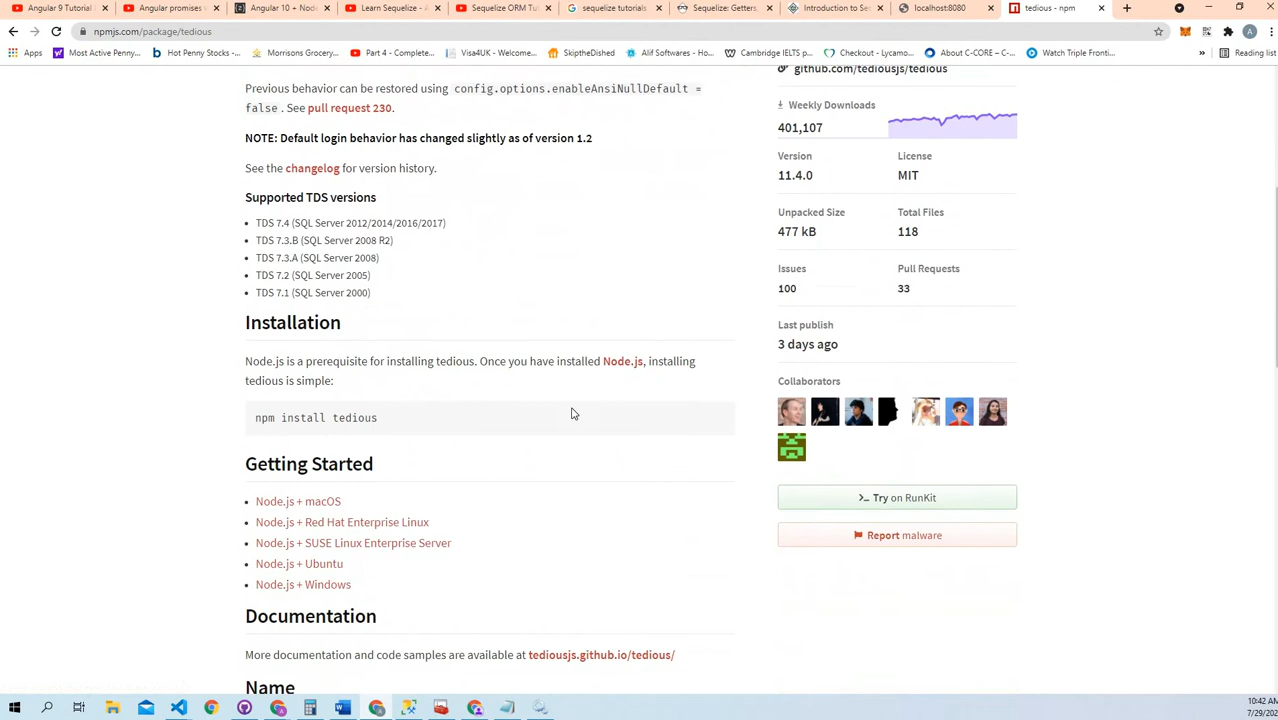 Angular 9 Tutorial
Angular promises v
Angular 10 + Node
Learn Sequelize - A
Sequelize ORM Tut
sequelize tutorials
Sequelize: Getters,
Introduction to Se
localhost:8080
tedious - npm
npmjs.com/package/tedious
Apps
Most Active Penny...
Hot Penny Stocks -...
Morrisons Grocery...
Part 4 - Complete...
Visa4UK - Welcome...
SkiptheDished
Alif Softwares - Ho...
Cambridge IELTS p...
Checkout - Lycamo...
About C-CORE – C-...
Watch Triple Fronti...
»
Reading list
Previous behavior can be restored using config.options.enableAnsiNullDefault =
false . See pull request 230.
NOTE: Default login behavior has changed slightly as of version 1.2
See the changelog for version history.
Supported TDS versions
• TDS 7.4 (SQL Server 2012/2014/2016/2017)
• TDS 7.3.B (SQL Server 2008 R2)
• TDS 7.3.A (SQL Server 2008)
• TDS 7.2 (SQL Server 2005)
• TDS 7.1 (SQL Server 2000)
Installation
Node.js is a prerequisite for installing tedious. Once you have installed Node.js, installing
tedious is simple:
npm install tedious
Getting Started
• Node.js + macOS
• Node.js + Red Hat Enterprise Linux
• Node.js + SUSE Linux Enterprise Server
• Node.js + Ubuntu
• Node.js + Windows
Documentation
More documentation and code samples are available at tediousjs.github.io/tedious/
Name
github.com/tediousjs/tedious
Weekly Downloads
401,107
Version
License
11.4.0
MIT
Unpacked Size
Total Files
477 kB
118
Issues
Pull Requests
100
33
Last publish
3 days ago
Collaborators
Try on RunKit
Report malware
10:42 AM
7/29/202